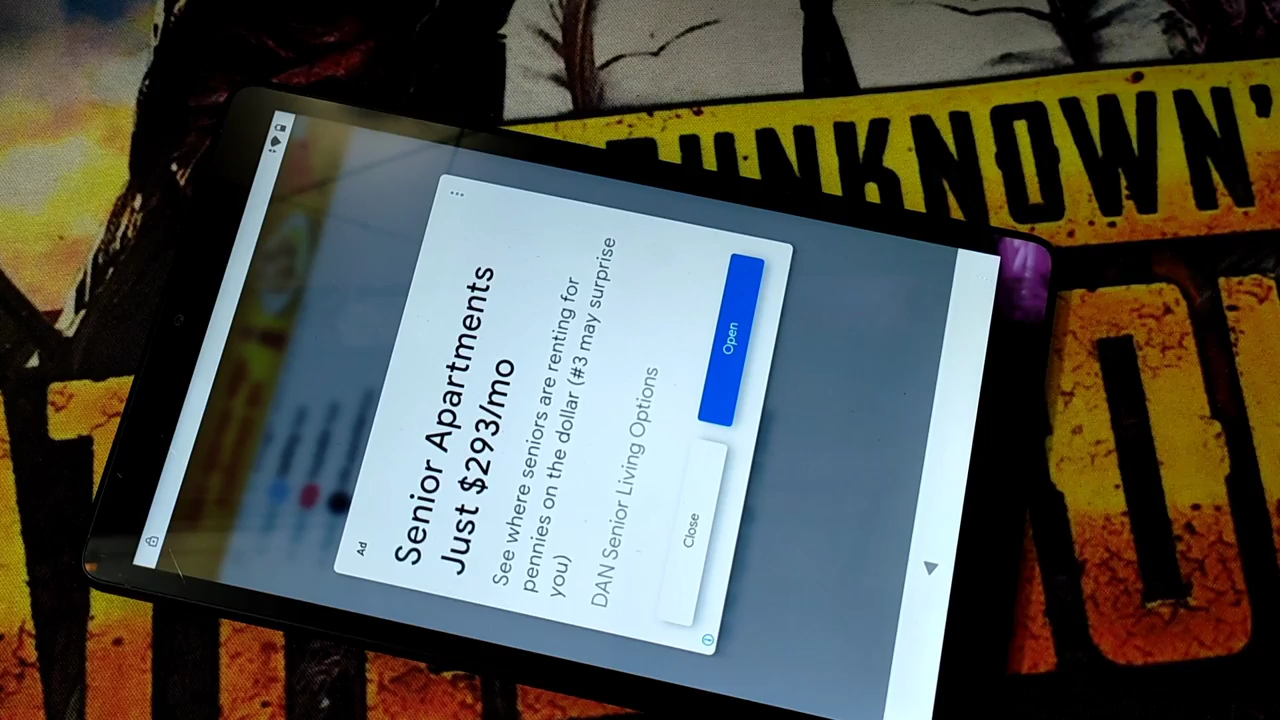 UNKNOWN'
Ad
Senior Apartments
Just $293/mo
See where seniors are renting for
pennies on the dollar (#3 may surprise
you)
DAN Senior Living Options
Close
Open